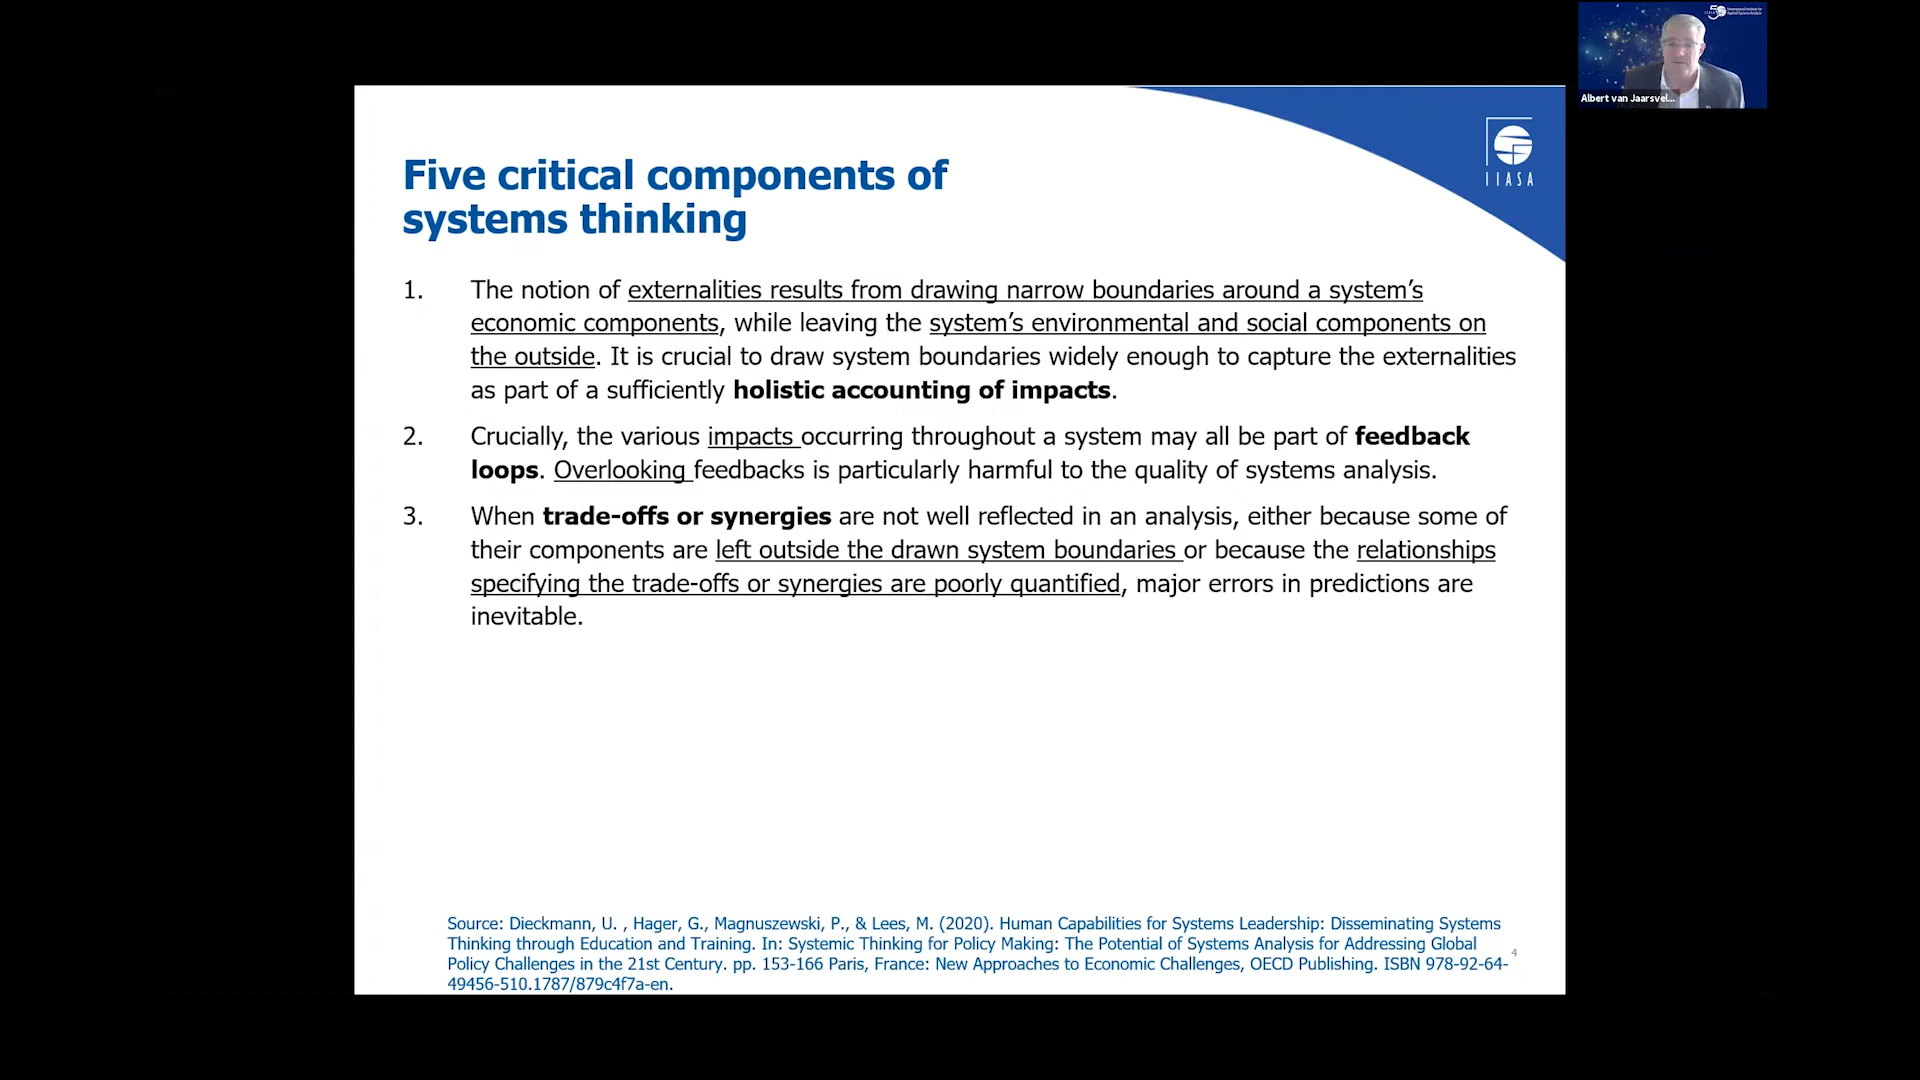 Albert van Jaarsvel...
IIASA
Five critical components of
systems thinking
1. The notion of externalities results from drawing narrow boundaries around a system's
economic components, while leaving the system's environmental and social components on
the outside. It is crucial to draw system boundaries widely enough to capture the externalities
as part of a sufficiently holistic accounting of impacts.
2. Crucially, the various impacts occurring throughout a system may all be part of feedback
loops. Overlooking feedbacks is particularly harmful to the quality of systems analysis.
3. When trade-offs or synergies are not well reflected in an analysis, either because some of
their components are left outside the drawn system boundaries or because the relationships
specifying the trade-offs or synergies are poorly quantified, major errors in predictions are
inevitable.
Source: Dieckmann, U. , Hager, G., Magnuszewski, P., & Lees, M. (2020). Human Capabilities for Systems Leadership: Disseminating Systems
Thinking through Education and Training. In: Systemic Thinking for Policy Making: The Potential of Systems Analysis for Addressing Global
Policy Challenges in the 21st Century. pp. 153-166 Paris, France: New Approaches to Economic Challenges, OECD Publishing. ISBN 978-92-64-
49456-510.1787/879c4f7a-en.
4